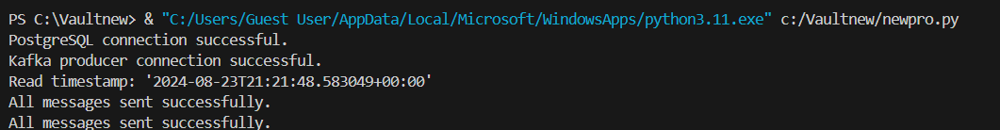 PS C:\Vaultnew> & "C:/Users/Guest User/AppData/Local/Microsoft/WindowsApps/python3.11.exe" c:/Vaultnew/newpro.py
PostgreSQL connection successful.
Kafka producer connection successful.
Read timestamp: '2024-08-23T21:21:48.583049+00:00'
All messages sent successfully.
All messages sent successfully.